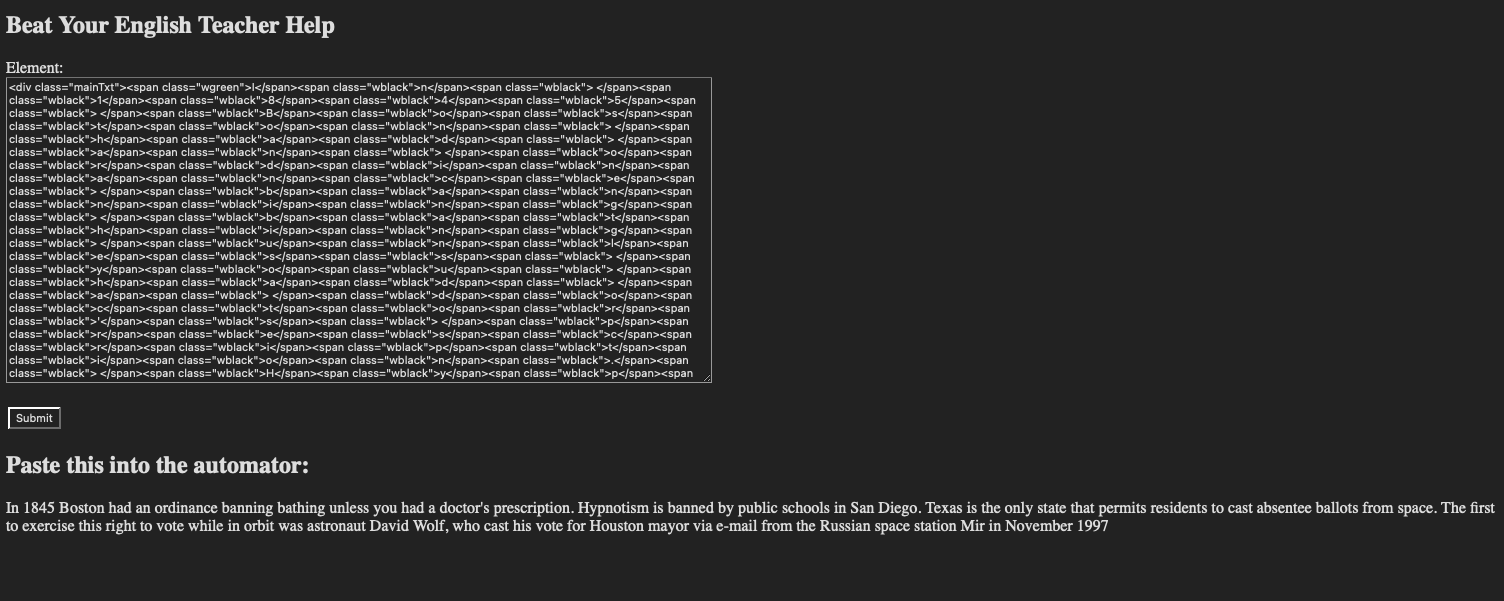 Beat Your English Teacher Help
Element:
<div class="mainTxt"><span class="wgreen">I</span><span class="wblack">n</span><span class="wblack"> </span><span
class="wblack">1</span><span class="wblack">8</span><span class="wblack">4</span><span class="wblack">5</span><span
class="wblack"> </span><span class="wblack">B</span><span class="wblack">o</span><span class="wblack">s</span><span
class="wblack">t</span><span class="wblack">o</span><span class="wblack">n</span><span class="wblack"> </span><span
class="wblack">h</span><span class="wblack">a</span><span class="wblack">d</span><span class="wblack"> </span><span
class="wblack">a</span><span class="wblack">n</span><span class="wblack"> </span><span class="wblack">o</span><span
class="wblack">r</span><span class="wblack">d</span><span class="wblack">i</span><span class="wblack">n</span><span
class="wblack">a</span><span class="wblack">n</span><span class="wblack">c</span><span class="wblack">e</span><span
class="wblack"> </span><span class="wblack">b</span><span class="wblack">a</span><span class="wblack">n</span><span
class="wblack">n</span><span class="wblack">i</span><span class="wblack">n</span><span class="wblack">g</span><span
class="wblack"> </span><span class="wblack">b</span><span class="wblack">a</span><span class="wblack">t</span><span
class="wblack">h</span><span class="wblack">i</span><span class="wblack">n</span><span class="wblack">g</span><span
class="wblack"> </span><span class="wblack">u</span><span class="wblack">n</span><span class="wblack">l</span><span
class="wblack">e</span><span class="wblack">s</span><span class="wblack">s</span><span class="wblack"> </span><span
class="wblack">y</span><span class="wblack">o</span><span class="wblack">u</span><span class="wblack"> </span><span
class="wblack">h</span><span class="wblack">a</span><span class="wblack">d</span><span class="wblack"> </span><span
class="wblack">a</span><span class="wblack"> </span><span class="wblack">d</span><span class="wblack">o</span><span
class="wblack">c</span><span class="wblack">t</span><span class="wblack">o</span><span class="wblack">r</span><span
class="wblack">'</span><span class="wblack">s</span><span class="wblack"> </span><span class="wblack">p</span><span
class="wblack">r</span><span class="wblack">e</span><span class="wblack">s</span><span class="wblack">c</span><span
class="wblack">r</span><span class="wblack">i</span><span class="wblack">p</span><span class="wblack">t</span><span
class="wblack">i</span><span class="wblack">o</span><span class="wblack">n</span><span class="wblack">.</span><span
class="wblack"> </span><span class="wblack">H</span><span class="wblack">y</span><span class="wblack">p</span><span
Submit
Paste this into the automator:
In 1845 Boston had an ordinance banning bathing unless you had a doctor's prescription. Hypnotism is banned by public schools in San Diego. Texas is the only state that permits residents to cast absentee ballots from space. The first
to exercise this right to vote while in orbit was astronaut David Wolf, who cast his vote for Houston mayor via e-mail from the Russian space station Mir in November 1997